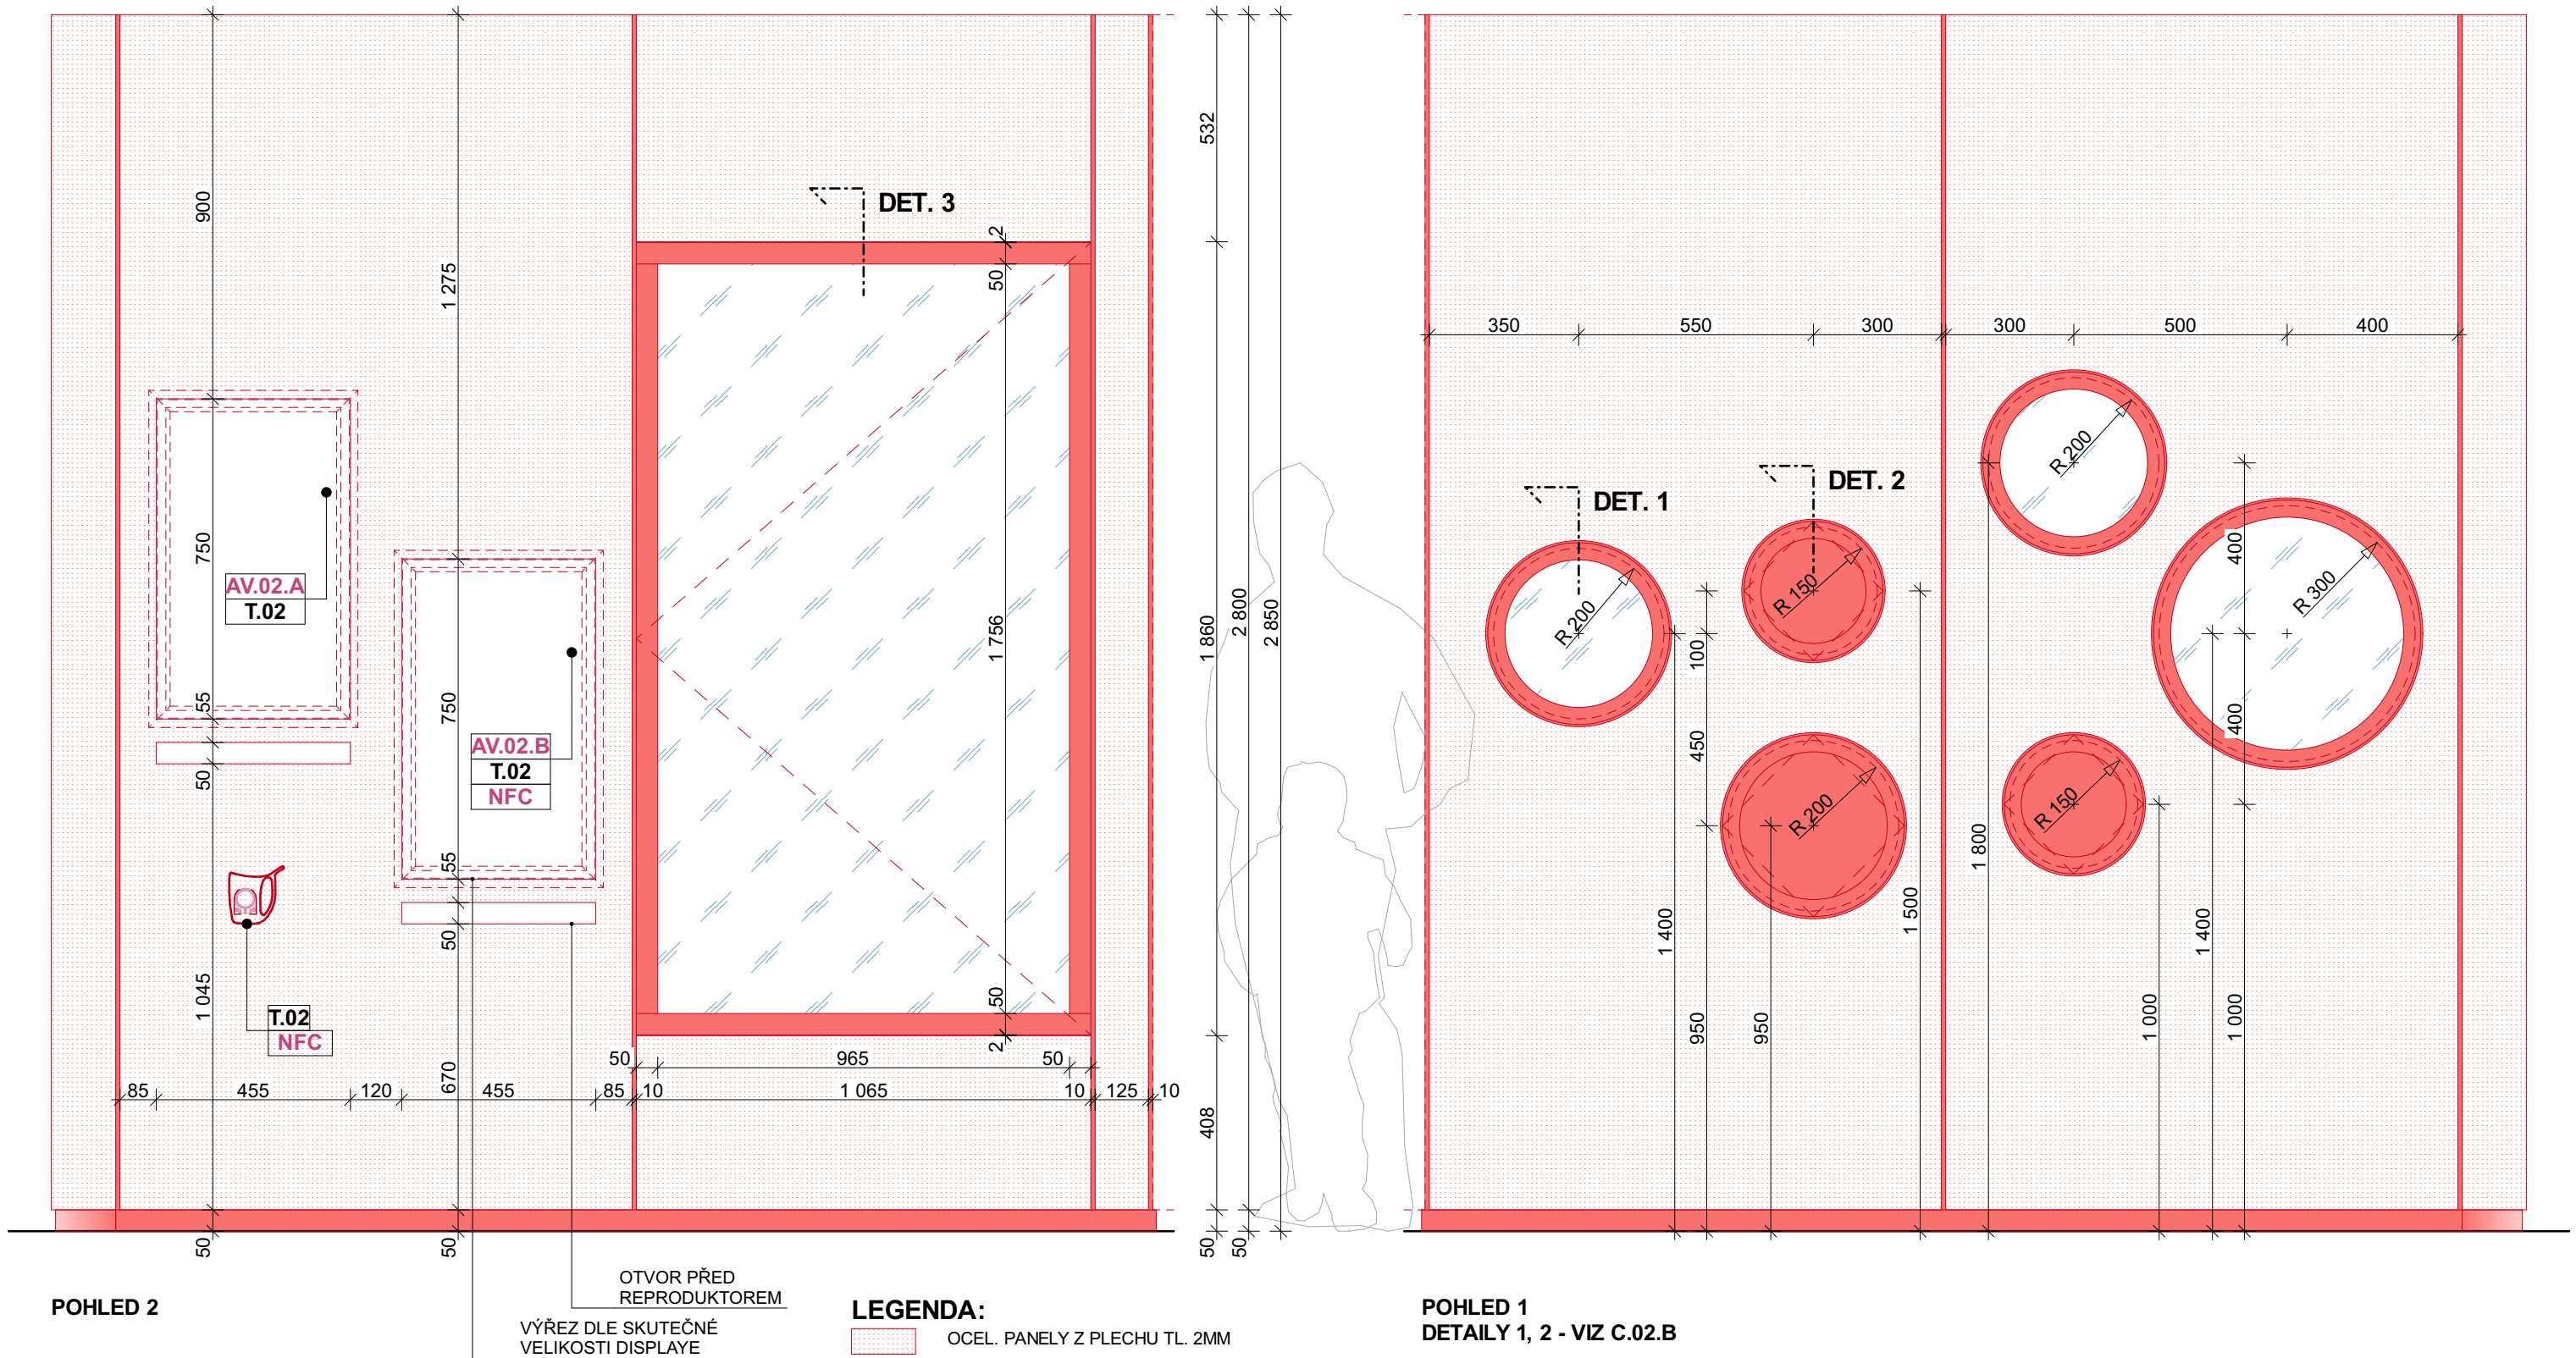 DET. 3
900
1 275
532
2
50
350
550
300
300
500
400
R 200
DET. 2
DET. 1
750
AV.02.A
T.02
55
50
750
AV.02.B
T.02
NFC
55
50
1 756
1 860
2 800
2 850
R 200
R 150
R 300
100
450
400
400
R 200
R 150
1 800
1 400
1 500
950
950
1 400
1 000
1 000
1 045
T.02
NFC
670
50
2
50
965
50
85
455
120
455
85
10
1 065
10
125
10
408
50
50
50
50
OTVOR PŘED
REPRODUKTOREM
VÝŘEZ DLE SKUTEČNÉ
VELIKOSTI DISPLAYE
POHLED 2
LEGENDA:
OCEL. PANELY Z PLECHU TL. 2MM
POHLED 1
DETAILY 1, 2 - VIZ C.02.B